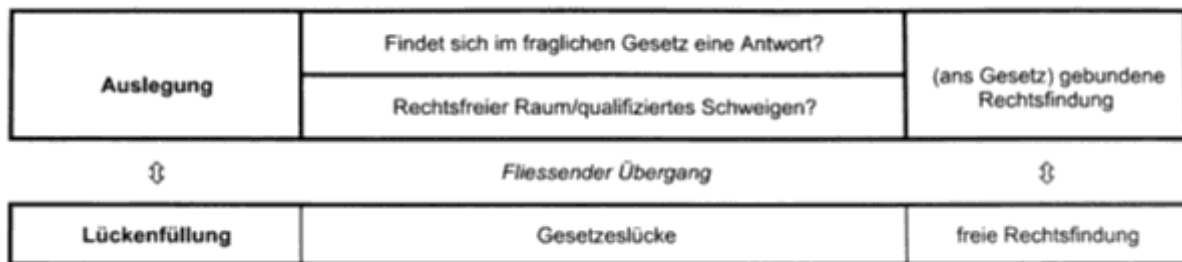 Auslegung
Findet sich im fraglichen Gesetz eine Antwort?
Rechtsfreier Raum/qualifiziertes Schweigen?
(ans Gesetz) gebundene
Rechtsfindung
⇕ Fliessender Übergang ⇕
Lückenfüllung
Gesetzeslücke
freie Rechtsfindung